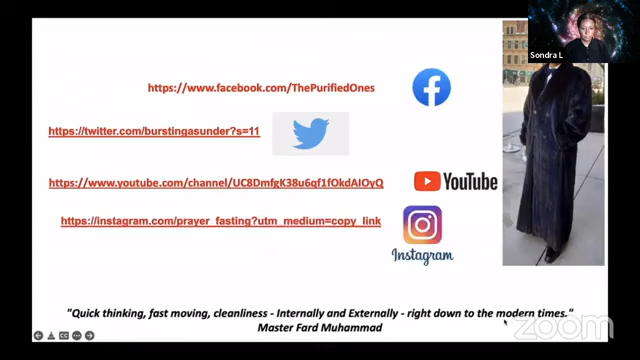 Sondra L
https://www.facebook.com/ThePurifiedOnes
https://twitter.com/burstingasunder?s=11
https://www.youtube.com/channel/UC8DmfgK38u6qf1fOkdAIOyQ
YouTube
https://instagram.com/prayer_fasting?utm_medium=copy_link
Instagram
"Quick thinking, fast moving, cleanliness - Internally and Externally - right down to the modern times."
Master Fard Muhammad
zoom